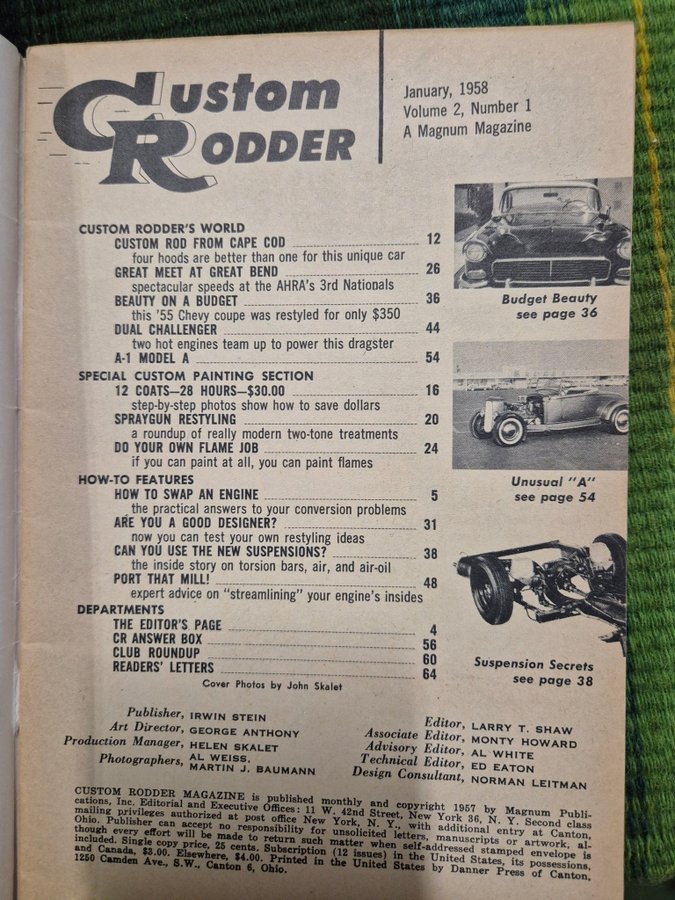 Custom
RODDER
January, 1958
Volume 2, Number 1
A Magnum Magazine
CUSTOM RODDER'S WORLD
CUSTOM ROD FROM CAPE COD 12
four hoods are better than one for this unique car
GREAT MEET AT GREAT BEND 26
spectacular speeds at the AHRA's 3rd Nationals
BEAUTY ON A BUDGET 36
this '55 Chevy coupe was restyled for only $350
DUAL CHALLENGER 44
two hot engines team up to power this dragster
A-1 MODEL A 54
SPECIAL CUSTOM PAINTING SECTION
12 COATS—28 HOURS—$30.00 16
step-by-step photos show how to save dollars
SPRAYGUN RESTYLING 20
a roundup of really modern two-tone treatments
DO YOUR OWN FLAME JOB 24
if you can paint at all, you can paint flames
HOW-TO FEATURES
HOW TO SWAP AN ENGINE 5
the practical answers to your conversion problems
ARE YOU A GOOD DESIGNER? 31
now you can test your own restyling ideas
CAN YOU USE THE NEW SUSPENSIONS? 38
the inside story on torsion bars, air, and air-oil
PORT THAT MILL! 48
expert advice on "streamlining" your engine's insides
DEPARTMENTS
THE EDITOR'S PAGE 4
CR ANSWER BOX 56
CLUB ROUNDUP 60
READERS' LETTERS 64
Cover Photos by John Skalet
Budget Beauty
see page 36
Unusual "A"
see page 54
Suspension Secrets
see page 38
Publisher, IRWIN STEIN
Art Director, GEORGE ANTHONY
Production Manager, HELEN SKALET
Photographers, AL WEISS,
MARTIN J. BAUMANN
Editor, LARRY T. SHAW
Associate Editor, MONTY HOWARD
Advisory Editor, AL WHITE
Technical Editor, ED EATON
Design Consultant, NORMAN LEITMAN
CUSTOM RODDER MAGAZINE is published monthly and copyright 1957 by Magnum Publi-
cations, Inc. Editorial and Executive Offices: 11 W. 42nd Street, New York 36, N. Y. Second class
mailing privileges authorized at post office New York, N. Y., with additional entry at Canton,
Ohio. Publisher can accept no responsibility for unsolicited letters, manuscripts or artwork, al-
though every effort will be made to return such matter when self-addressed stamped envelope is
included. Single copy price, 25 cents. Subscription (12 issues) in the United States, its possessions,
and Canada, $3.00. Elsewhere, $4.00. Printed in the United States by Danner Press of Canton,
1250 Camden Ave., S.W., Canton 6, Ohio.